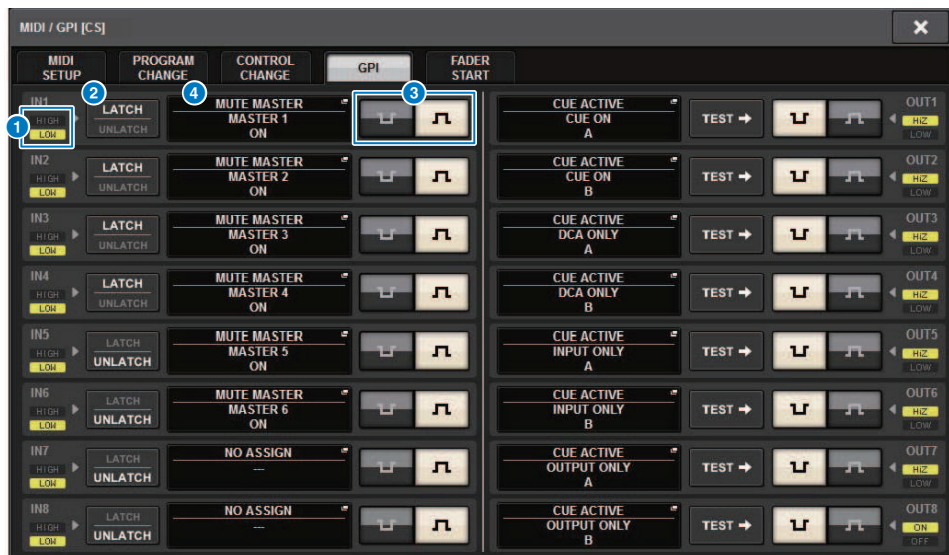 MIDI / GPI [CS]
MIDI SETUP
PROGRAM CHANGE
CONTROL CHANGE
GPI
FADER START
IN1
HIGH
LOW
1
2
LATCH
UNLATCH
4
MUTE MASTER
MASTER 1
ON
3
CUE ACTIVE
CUE ON
A
TEST
OUT1
HiZ
LOW
IN2
HIGH
LOW
LATCH
UNLATCH
MUTE MASTER
MASTER 2
ON
CUE ACTIVE
CUE ON
B
TEST
OUT2
HiZ
LOW
IN3
HIGH
LOW
LATCH
UNLATCH
MUTE MASTER
MASTER 3
ON
CUE ACTIVE
DCA ONLY
A
TEST
OUT3
HiZ
LOW
IN4
HIGH
LOW
LATCH
UNLATCH
MUTE MASTER
MASTER 4
ON
CUE ACTIVE
DCA ONLY
B
TEST
OUT4
HiZ
LOW
IN5
HIGH
LOW
LATCH
UNLATCH
MUTE MASTER
MASTER 5
ON
CUE ACTIVE
INPUT ONLY
A
TEST
OUT5
HiZ
LOW
IN6
HIGH
LOW
LATCH
UNLATCH
MUTE MASTER
MASTER 6
ON
CUE ACTIVE
INPUT ONLY
B
TEST
OUT6
HiZ
LOW
IN7
HIGH
LOW
LATCH
UNLATCH
NO ASSIGN
---
CUE ACTIVE
OUTPUT ONLY
A
TEST
OUT7
HiZ
LOW
IN8
HIGH
LOW
LATCH
UNLATCH
NO ASSIGN
---
CUE ACTIVE
OUTPUT ONLY
B
TEST
OUT8
ON
OFF